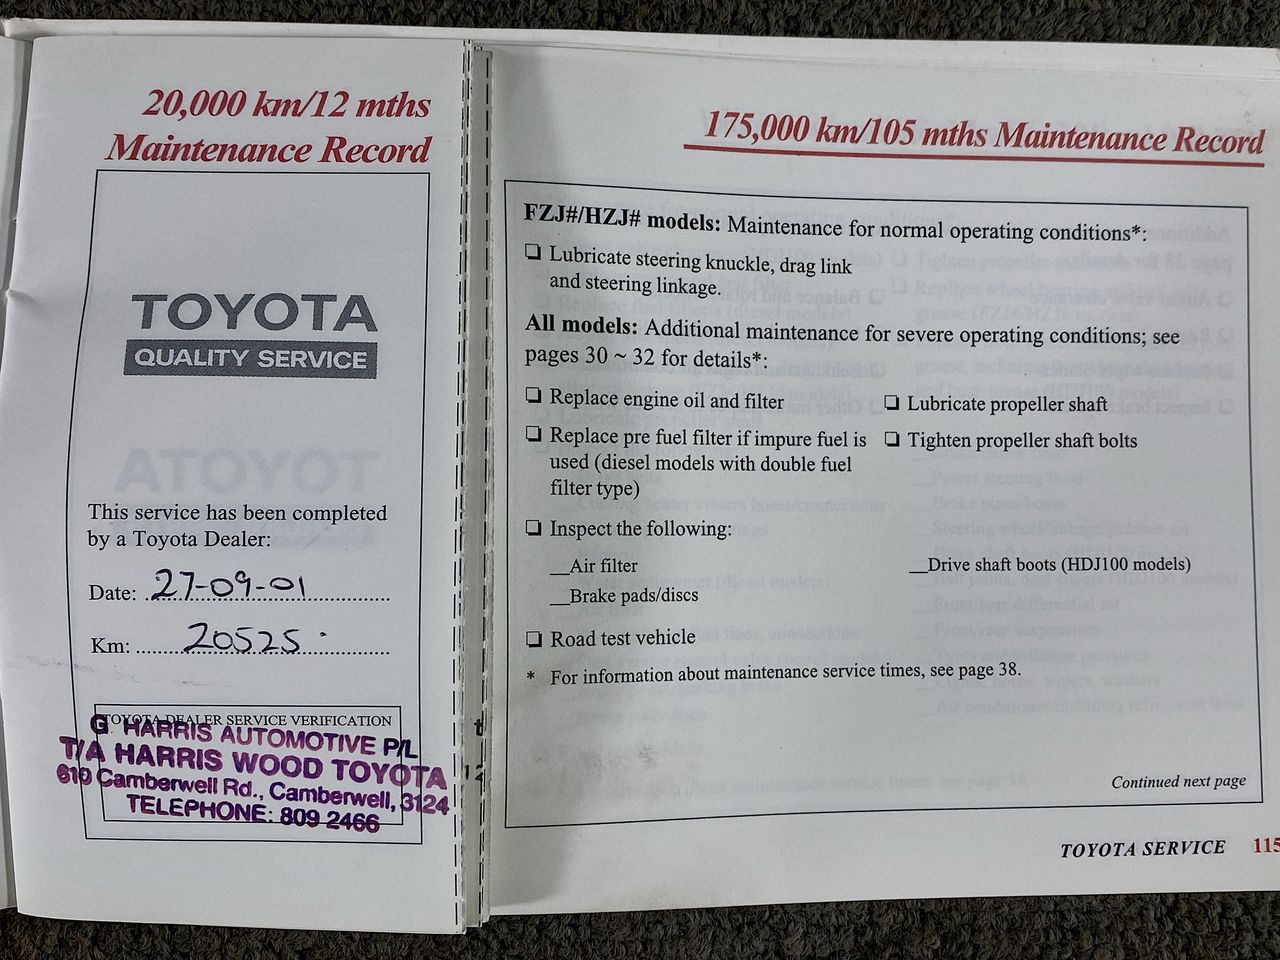 20,000 km/12 mths
Maintenance Record
TOYOTA
QUALITY SERVICE
This service has been completed
by a Toyota Dealer:
Date: 27-09-01
Km: 20525
TOYOTA DEALER SERVICE VERIFICATION
G HARRIS AUTOMOTIVE P/L
T/A HARRIS WOOD TOYOTA
610 Camberwell Rd., Camberwell, 3124
TELEPHONE: 809 2466
175,000 km/105 mths Maintenance Record
FZJ#/HZJ# models: Maintenance for normal operating conditions*:
❏ Lubricate steering knuckle, drag link
and steering linkage.
All models: Additional maintenance for severe operating conditions; see
pages 30 ~ 32 for details*:
❏ Replace engine oil and filter
❏ Replace pre fuel filter if impure fuel is
used (diesel models with double fuel
filter type)
❏ Lubricate propeller shaft
❏ Tighten propeller shaft bolts
❏ Inspect the following:
__Air filter
__Brake pads/discs
__Drive shaft boots (HDJ100 models)
❏ Road test vehicle
* For information about maintenance service times, see page 38.
Continued next page
TOYOTA SERVICE 115